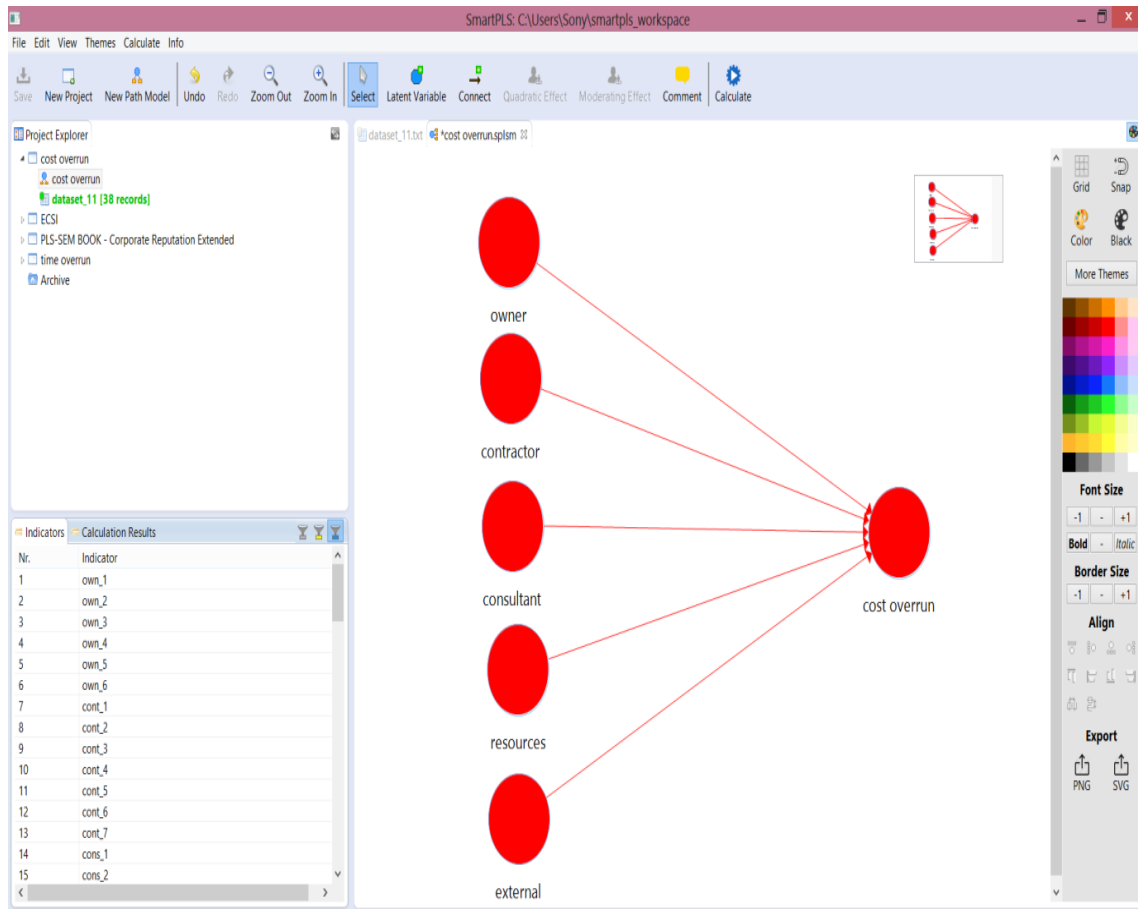 SmartPLS: C:\Users\Sony\smartpls_workspace
File Edit View Themes Calculate Info
Save New Project New Path Model Undo Redo Zoom Out Zoom In Select Latent Variable Connect Quadratic Effect Moderating Effect Comment Calculate
Project Explorer
cost overrun
cost overrun
dataset_11 [38 records]
ECSI
PLS-SEM BOOK - Corporate Reputation Extended
time overrun
Archive
Indicators Calculation Results
Nr. Indicator
1 own_1
2 own_2
3 own_3
4 own_4
5 own_5
6 own_6
7 cont_1
8 cont_2
9 cont_3
10 cont_4
11 cont_5
12 cont_6
13 cont_7
14 cons_1
15 cons_2
dataset_11.txt *cost overrun.splsm
owner
contractor
consultant
resources
external
cost overrun
Grid Snap
Color Black
More Themes
Font Size
-1 - +1
Bold - Italic
Border Size
-1 - +1
Align
Export
PNG SVG